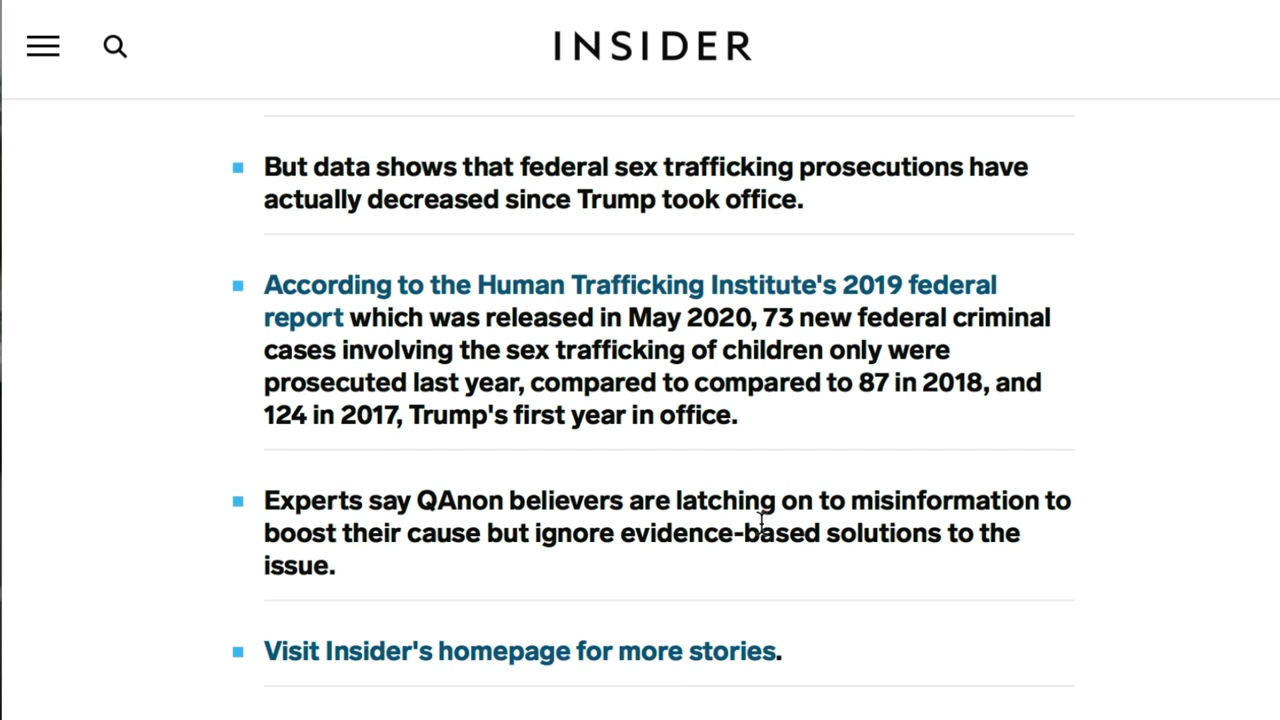 INSIDER
But data shows that federal sex trafficking prosecutions have
actually decreased since Trump took office.
According to the Human Trafficking Institute's 2019 federal
report which was released in May 2020, 73 new federal criminal
cases involving the sex trafficking of children only were
prosecuted last year, compared to compared to 87 in 2018, and
124 in 2017, Trump's first year in office.
Experts say QAnon believers are latching on to misinformation to
boost their cause but ignore evidence-based solutions to the
issue.
Visit Insider's homepage for more stories.